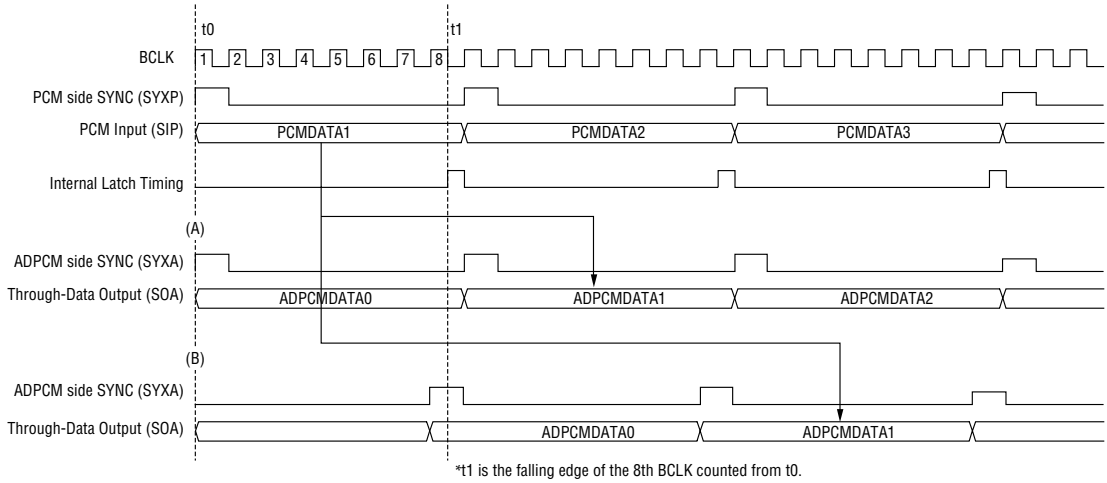 t0 t1
BCLK 1 2 3 4 5 6 7 8
PCM side SYNC (SYXP)
PCM Input (SIP) PCMDATA1 PCMDATA2 PCMDATA3
Internal Latch Timing
(A)
ADPCM side SYNC (SYXA)
Through-Data Output (SOA) ADPCMDATA0 ADPCMDATA1 ADPCMDATA2
(B)
ADPCM side SYNC (SYXA)
Through-Data Output (SOA) ADPCMDATA0 ADPCMDATA1
*t1 is the falling edge of the 8th BCLK counted from t0.